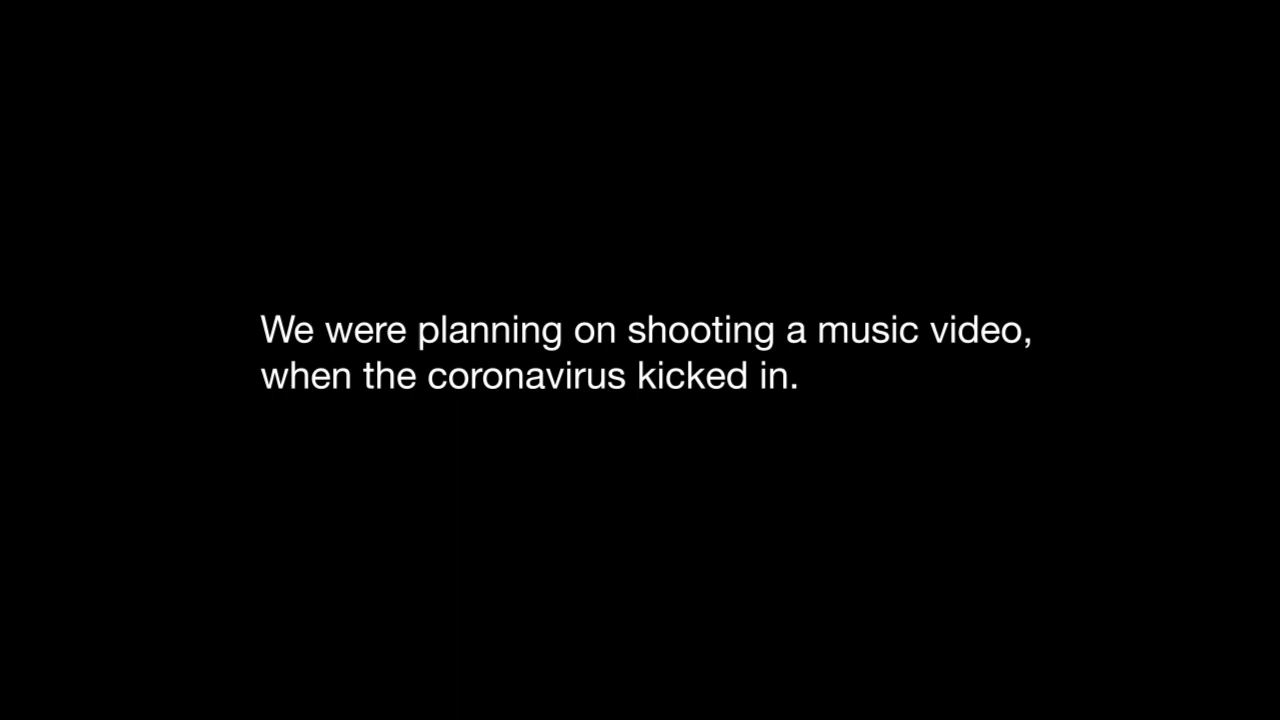 We were planning on shooting a music video,
when the coronavirus kicked in.